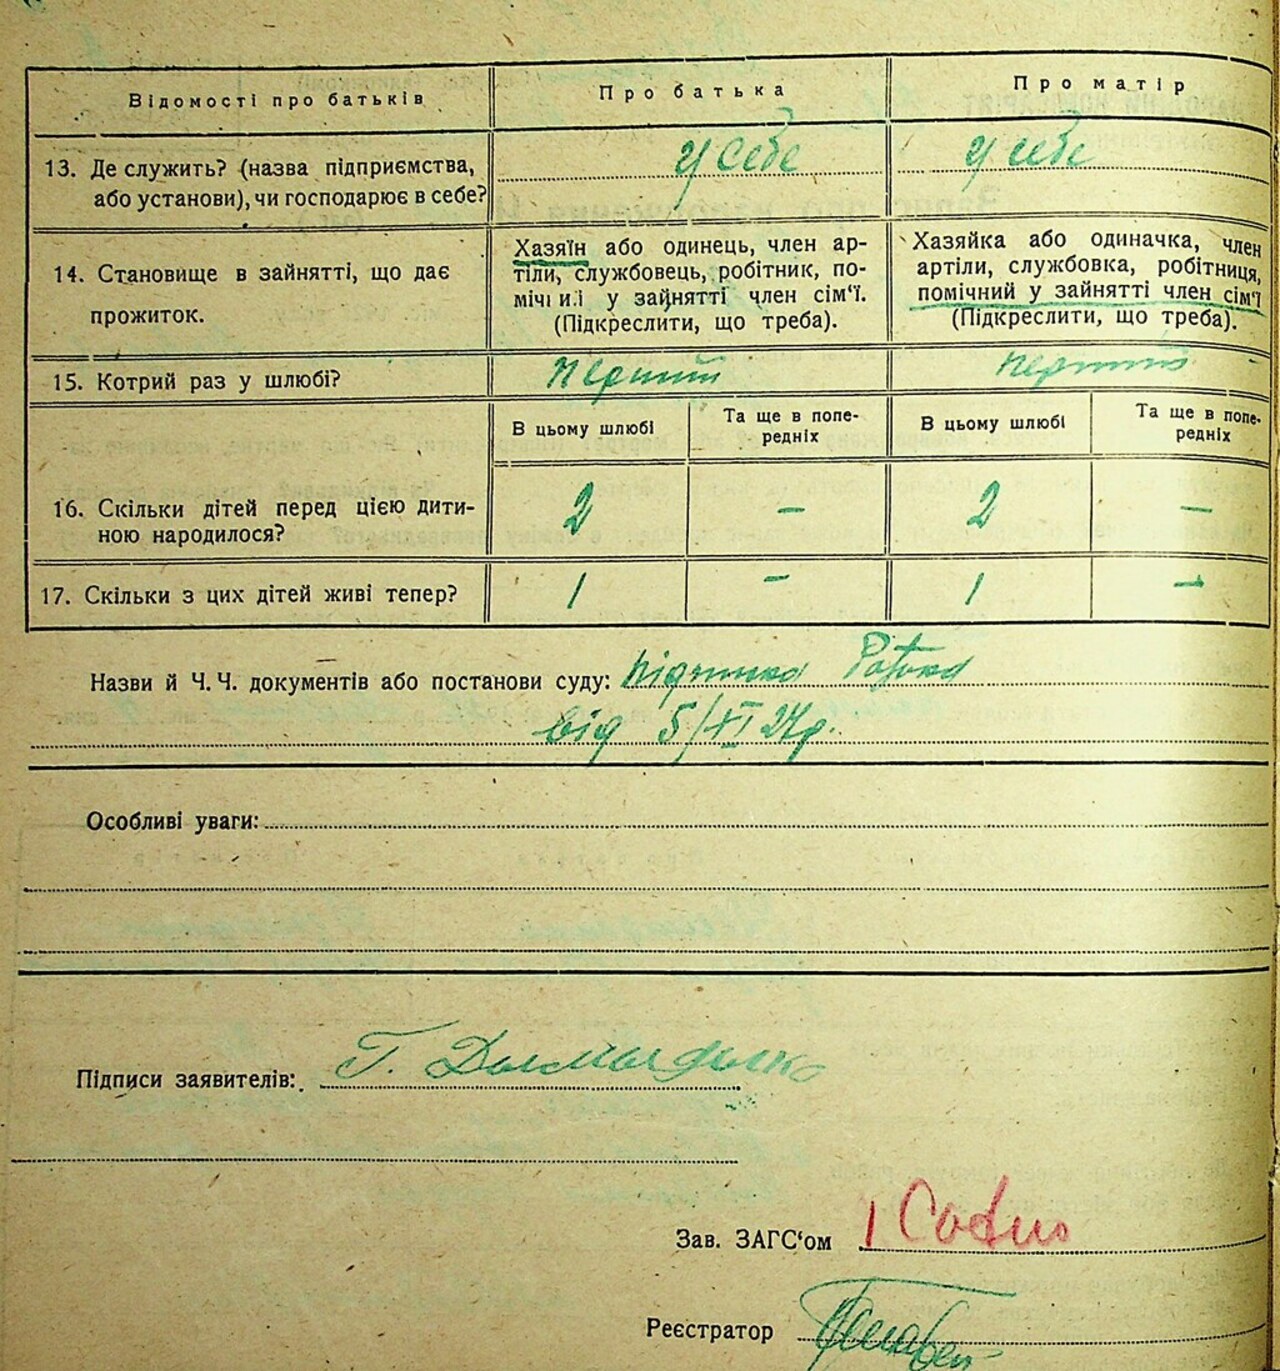 Відомості про батьків
Про батька
Про матір
13. Де служить? (назва підприємства,
або установи), чи господарює в себе?
у себе
у себе
14. Становище в зайнятті, що дає
прожиток.
Хазяїн або одинець, член ар-
тіли, службовець, робітник, по-
мічний у зайнятті член сім'ї.
(Підкреслити, що треба).
Хазяйка або одиначка, член
артіли, службовка, робітниця,
помічний у зайнятті член сім'ї
(Підкреслити, що треба).
15. Котрий раз у шлюбі?
перший
перший
В цьому шлюбі
Та ще в попе-
редніх
В цьому шлюбі
Та ще в попе-
редніх
16. Скільки дітей перед цією дити-
ною народилося?
2
–
2
–
17. Скільки з цих дітей живі тепер?
1
–
1
–
Назви й Ч. Ч. документів або постанови суду:
від 5/XI 24р.
Особливі уваги:
Підписи заявителів:
Зав. ЗАГС'ом
Реєстратор